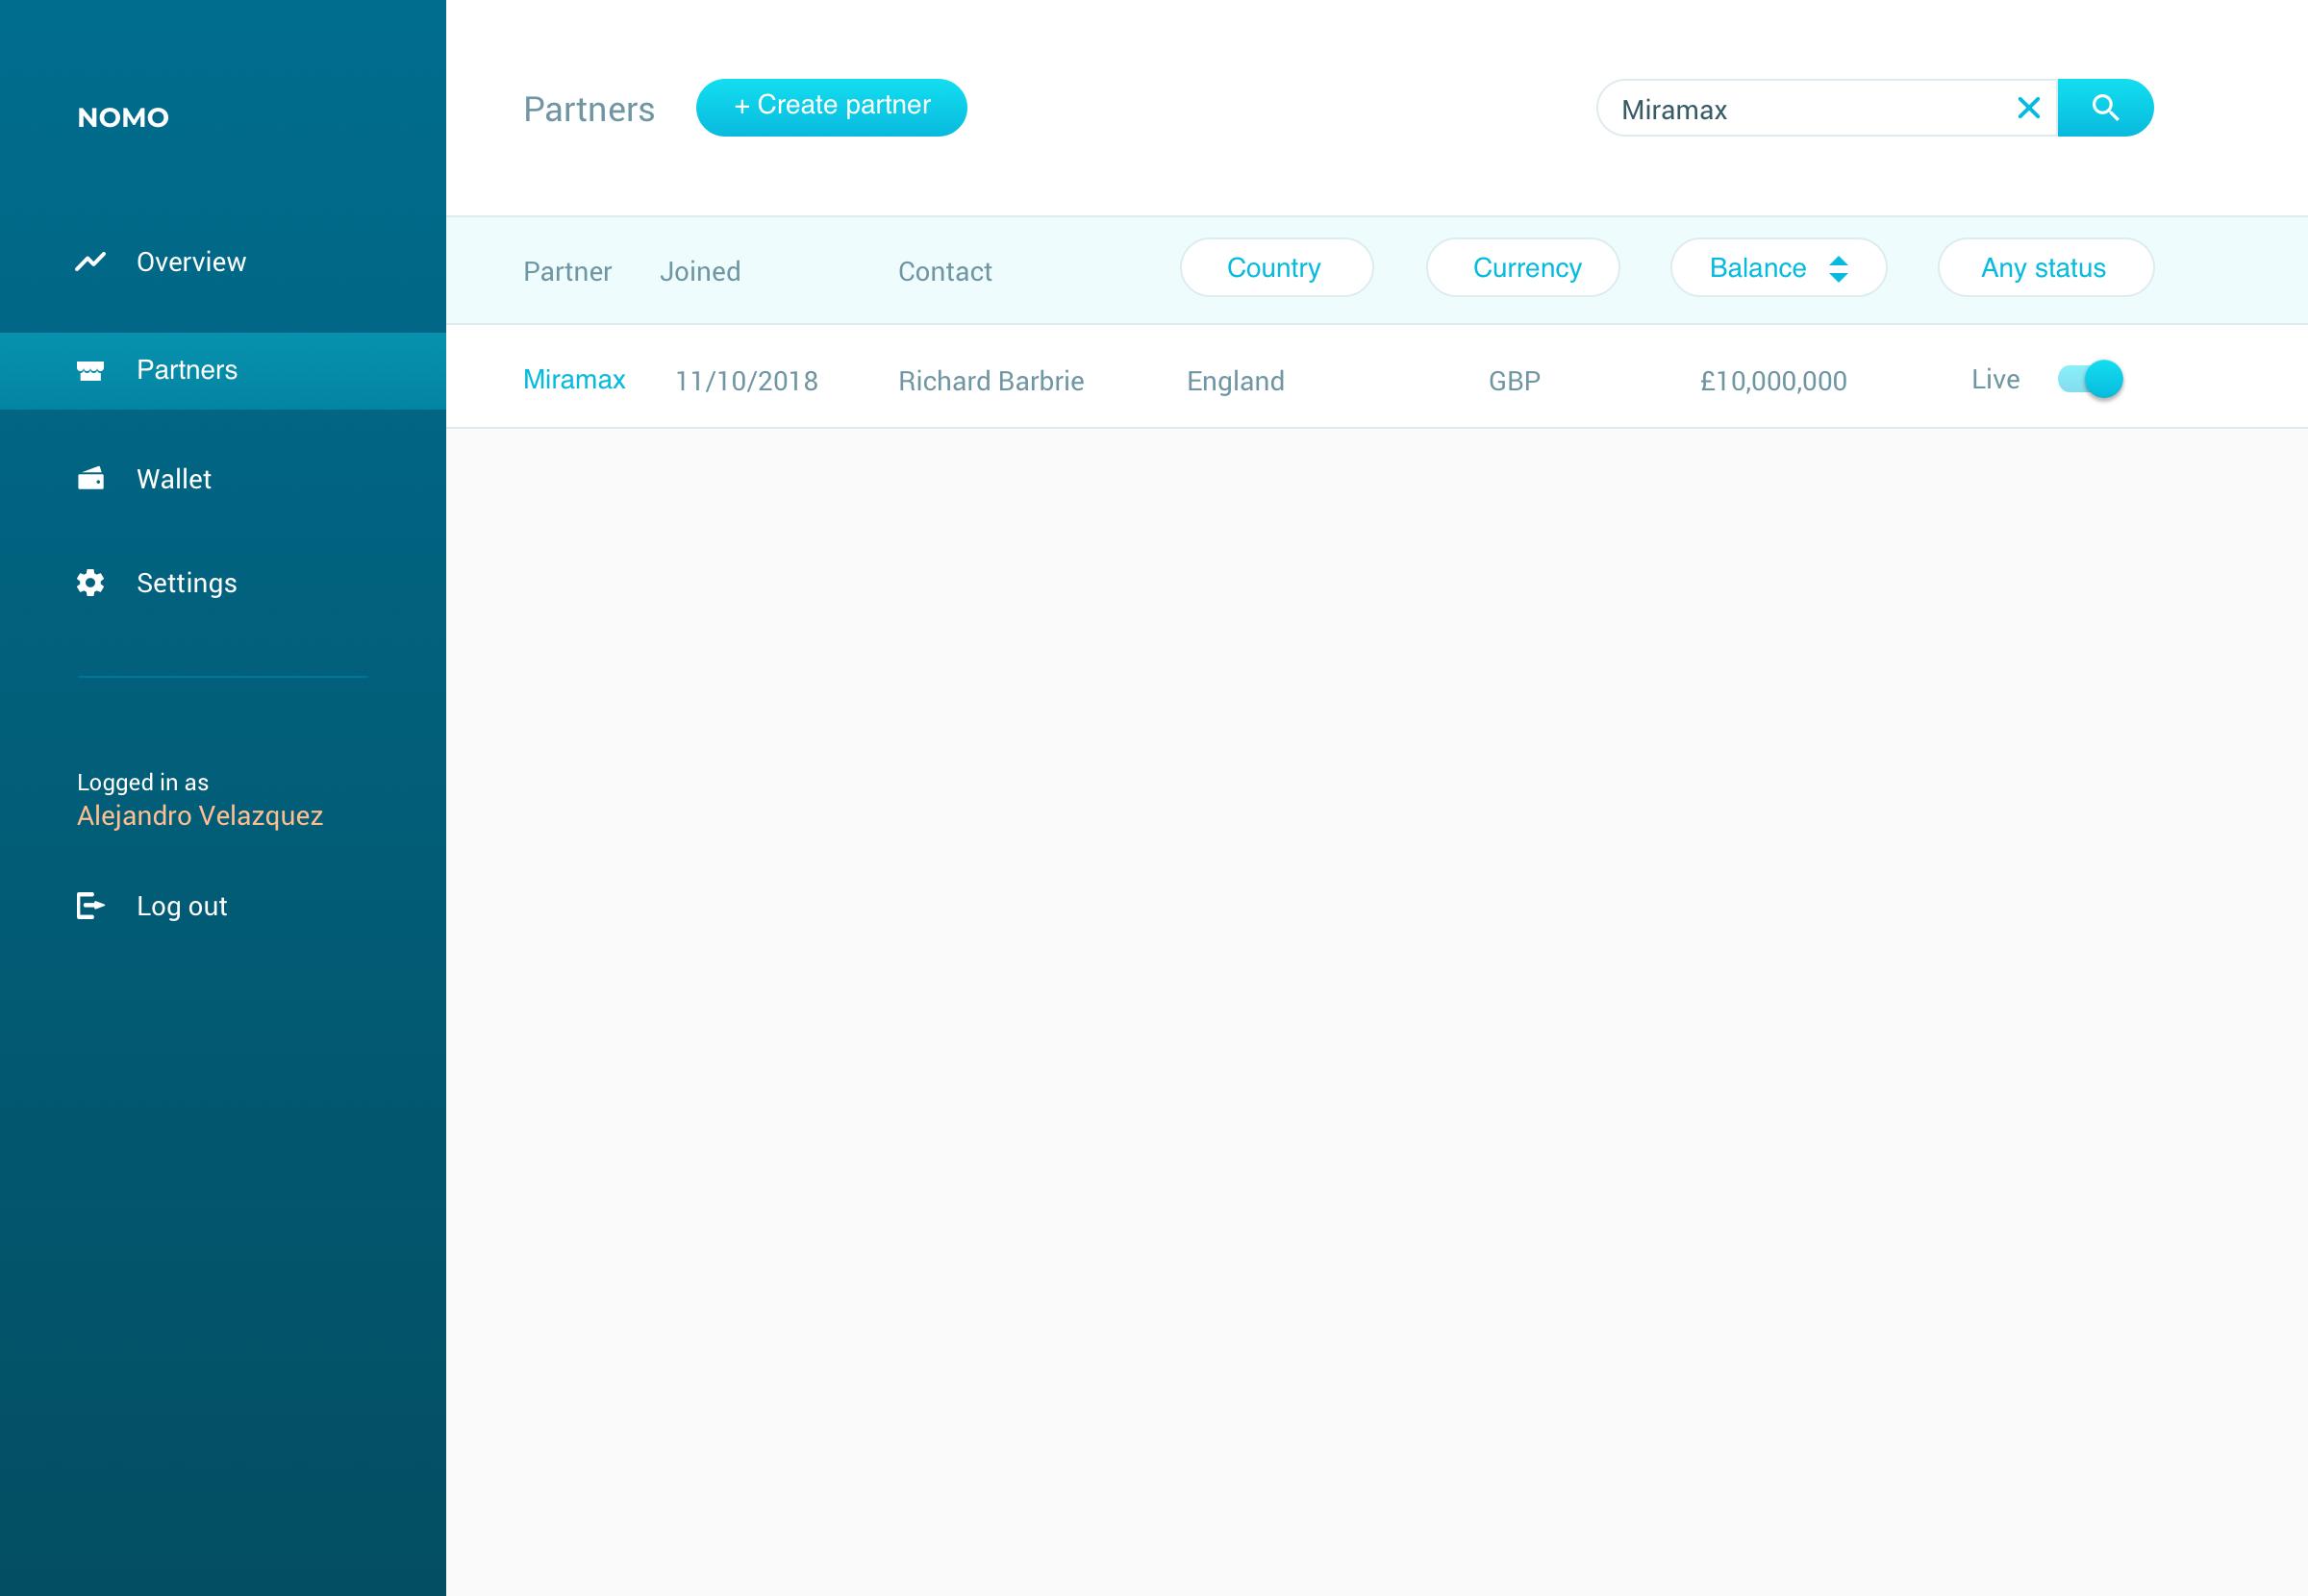 NOMO
Overview
Partners
Wallet
Settings
Logged in as
Alejandro Velazquez
Log out
Partners
+ Create partner
Miramax
Partner Joined Contact Country Currency Balance Any status
Miramax 11/10/2018 Richard Barbrie England GBP £10,000,000 Live